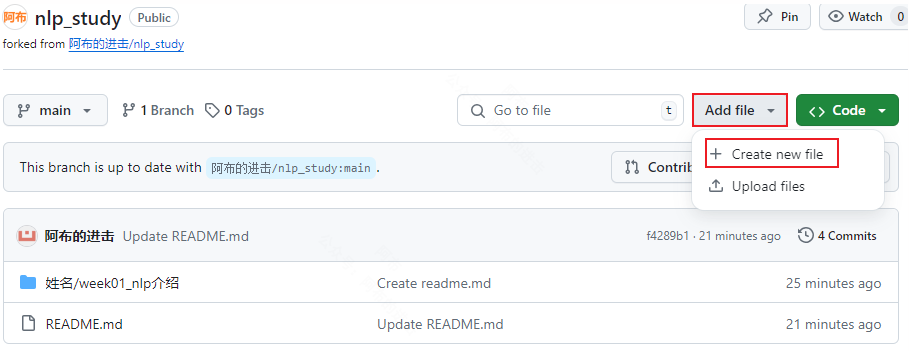 阿布 nlp_study Public Pin Watch 0
forked from 阿布的进击/nlp_study
main 1 Branch 0 Tags Go to file t Add file Code
Create new file
This branch is up to date with 阿布的进击/nlp_study:main . Contrib
Upload files
阿布的进击 Update README.md f4289b1 · 21 minutes ago 4 Commits
姓名/week01_nlp介绍 Create readme.md 25 minutes ago
README.md Update README.md 21 minutes ago